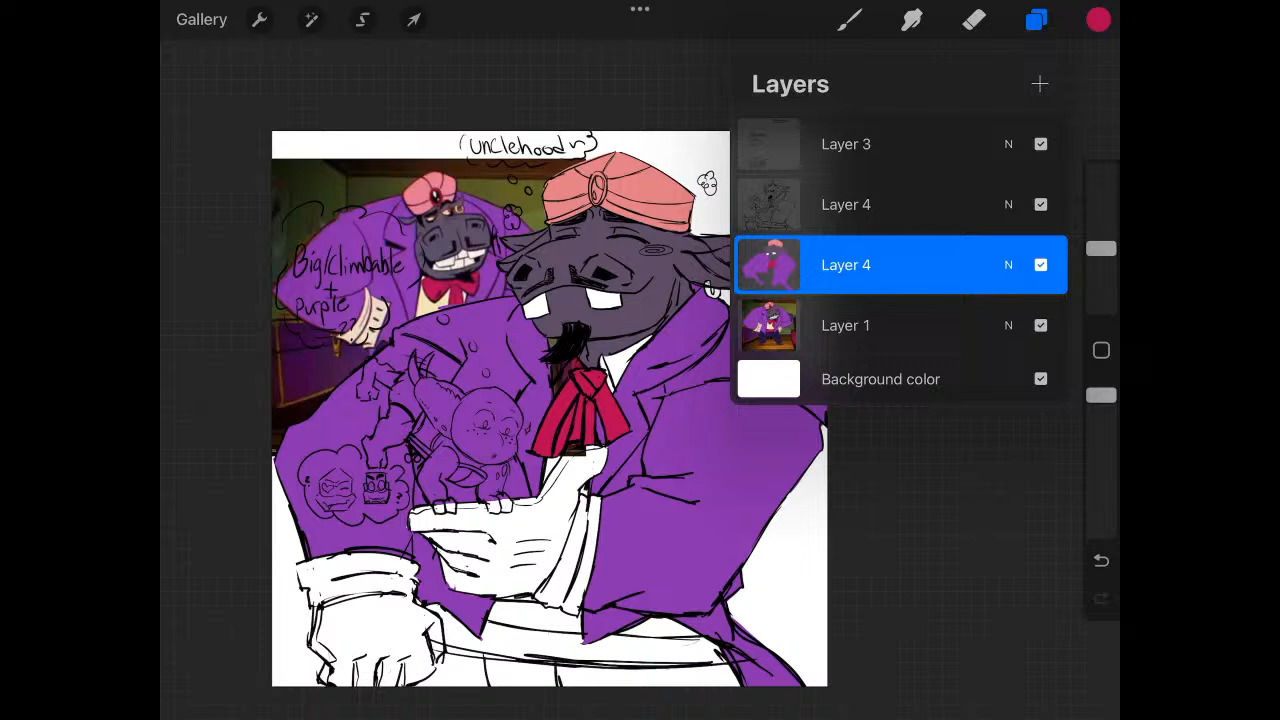 Gallery
Layers
Layer 3 N
Layer 4 N
Layer 4 N
Layer 1 N
Background color
(unclehood
Big/Climbable
+
Purple